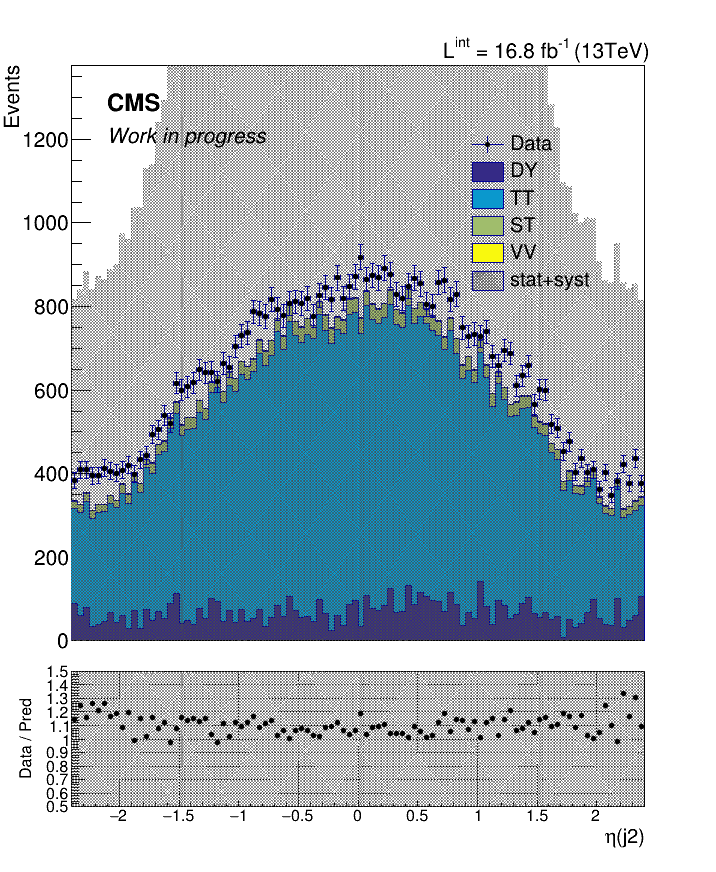 L^int = 16.8 fb^-1 (13TeV)
Events
CMS
Work in progress
Data
DY
TT
ST
VV
stat+syst
1200
1000
800
600
400
200
0
Data / Pred
1.5
1.4
1.3
1.2
1.1
1
0.9
0.8
0.7
0.6
0.5
−2 −1.5 −1 −0.5 0 0.5 1 1.5 2
η(j2)